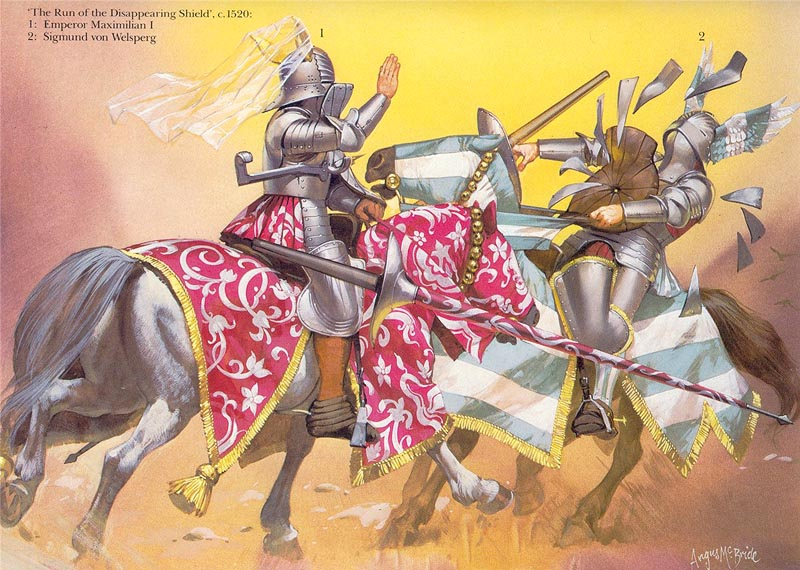 'The Run of the Disappearing Shield', c.1520:
1: Emperor Maximilian I
2: Sigmund von Welsperg
1
2
Angus McBride